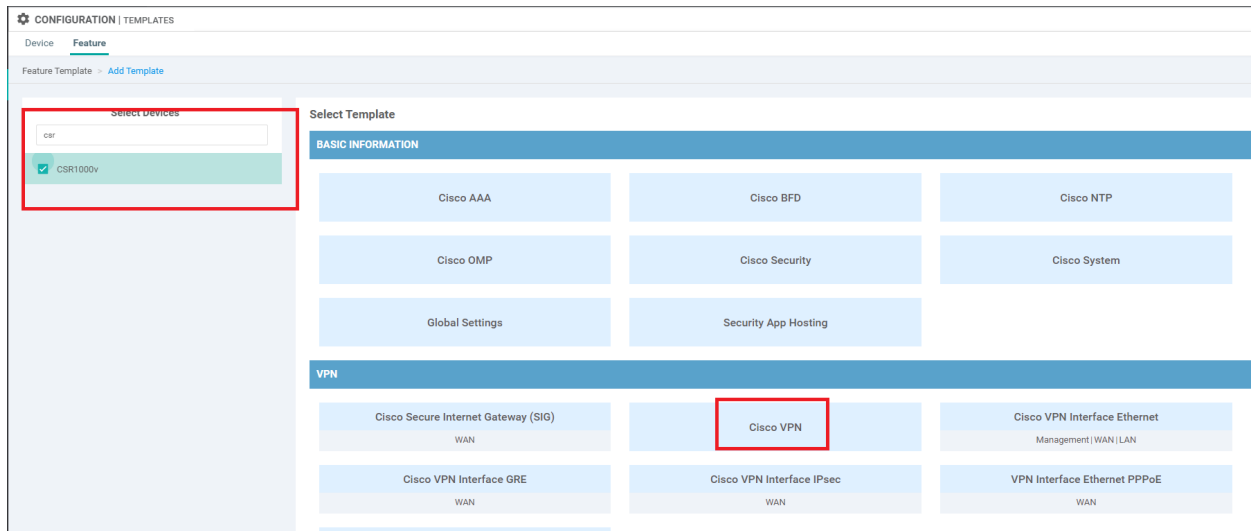 CONFIGURATION | TEMPLATES
Device Feature
Feature Template > Add Template
Select Devices
csr
CSR1000v
Select Template
BASIC INFORMATION
Cisco AAA
Cisco BFD
Cisco NTP
Cisco OMP
Cisco Security
Cisco System
Global Settings
Security App Hosting
VPN
Cisco Secure Internet Gateway (SIG)
WAN
Cisco VPN
Cisco VPN Interface Ethernet
Management | WAN | LAN
Cisco VPN Interface GRE
WAN
Cisco VPN Interface IPsec
WAN
VPN Interface Ethernet PPPoE
WAN